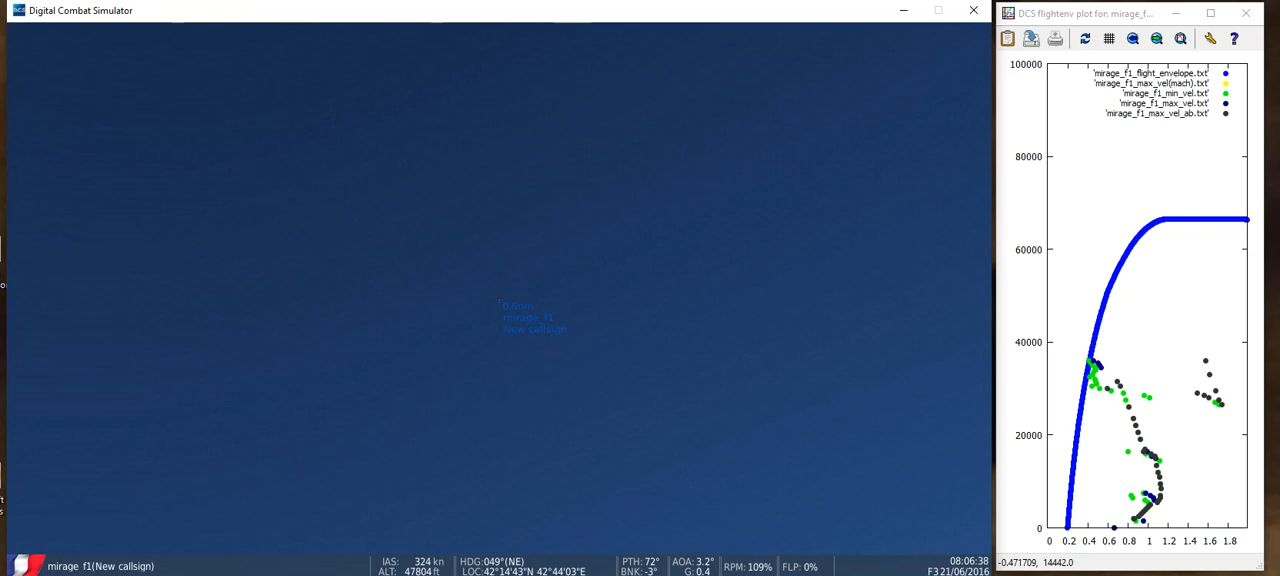 DCS Digital Combat Simulator
0.6nm
mirage_f1
New callsign
mirage f1(New callsign)
IAS: 324 kn
ALT: 47804 ft
HDG: 049°(NE)
LOC: 42°14'43"N 42°44'03"E
PTH: 72°
BNK: -3°
AOA: 3.2°
G: 0.4
RPM: 109%
FLP: 0%
08:06:38
F3 21/06/2016
DCS flightenv plot for: mirage_f...
'mirage_f1_flight_envelope.txt'
'mirage_f1_max_vel(mach).txt'
'mirage_f1_min_vel.txt'
'mirage_f1_max_vel.txt'
'mirage_f1_max_vel_ab.txt'
100000
80000
60000
40000
20000
0
0 0.2 0.4 0.6 0.8 1 1.2 1.4 1.6 1.8
-0.471709, 14442.0